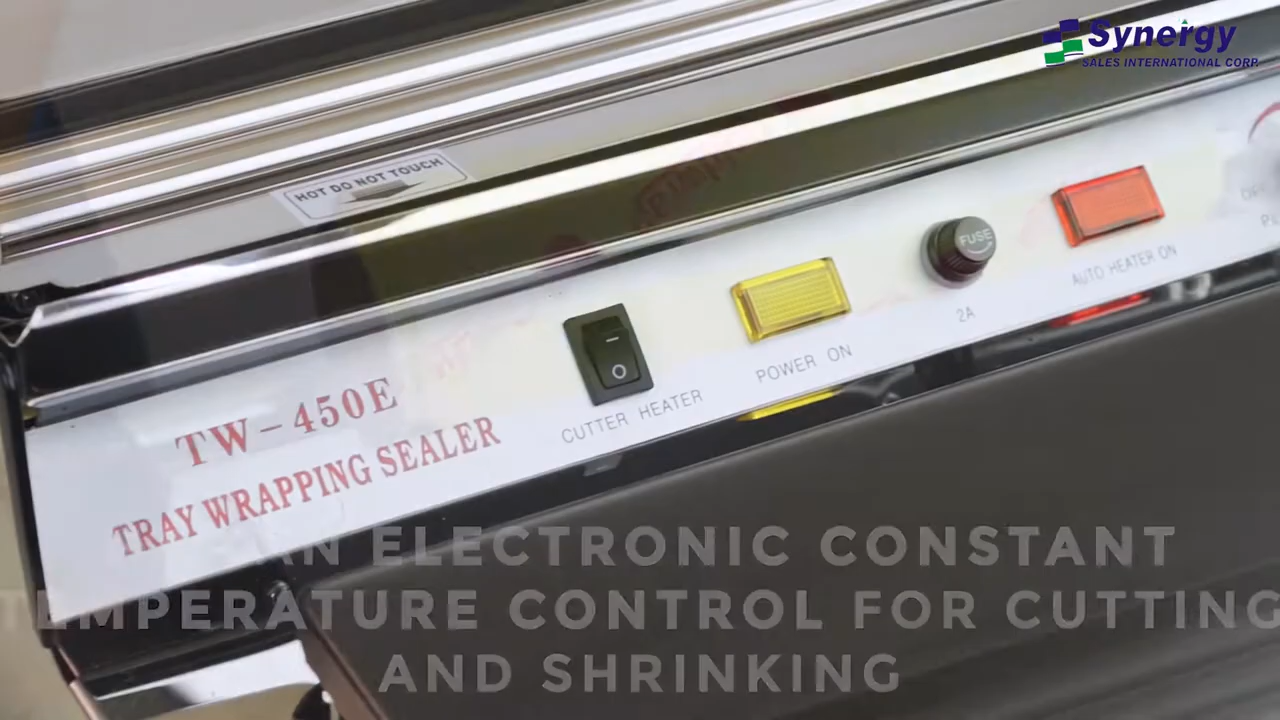 Synergy
SALES INTERNATIONAL CORP.
HOT DO NOT TOUCH
FUSE
AUTO HEATER ON
2A
POWER ON
CUTTER HEATER
TW-450E
TRAY WRAPPING SEALER
AN ELECTRONIC CONSTANT
TEMPERATURE CONTROL FOR CUTTING
AND SHRINKING